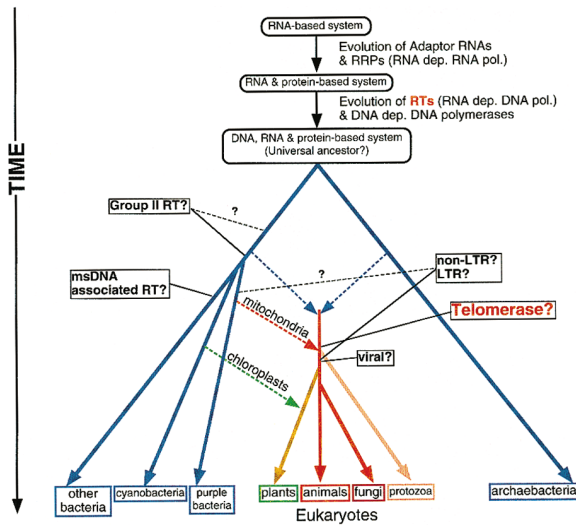 RNA-based system
Evolution of Adaptor RNAs
& RRPs (RNA dep. RNA pol.)
RNA & protein-based system
Evolution of RTs (RNA dep. DNA pol.)
& DNA dep. DNA polymerases
DNA, RNA & protein-based system
(Universal ancestor?)
TIME
Group II RT?
?
non-LTR?
LTR?
?
msDNA
associated RT?
mitochondria
Telomerase?
viral?
chloroplasts
other
bacteria
cyanobacteria
purple
bacteria
plants
animals
fungi
protozoa
archaebacteria
Eukaryotes